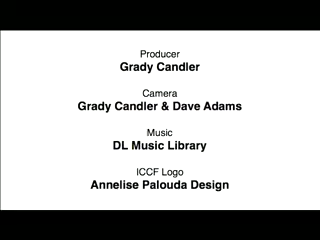 Producer
Grady Candler
Camera
Grady Candler & Dave Adams
Music
DL Music Library
ICCF Logo
Annelise Palouda Design